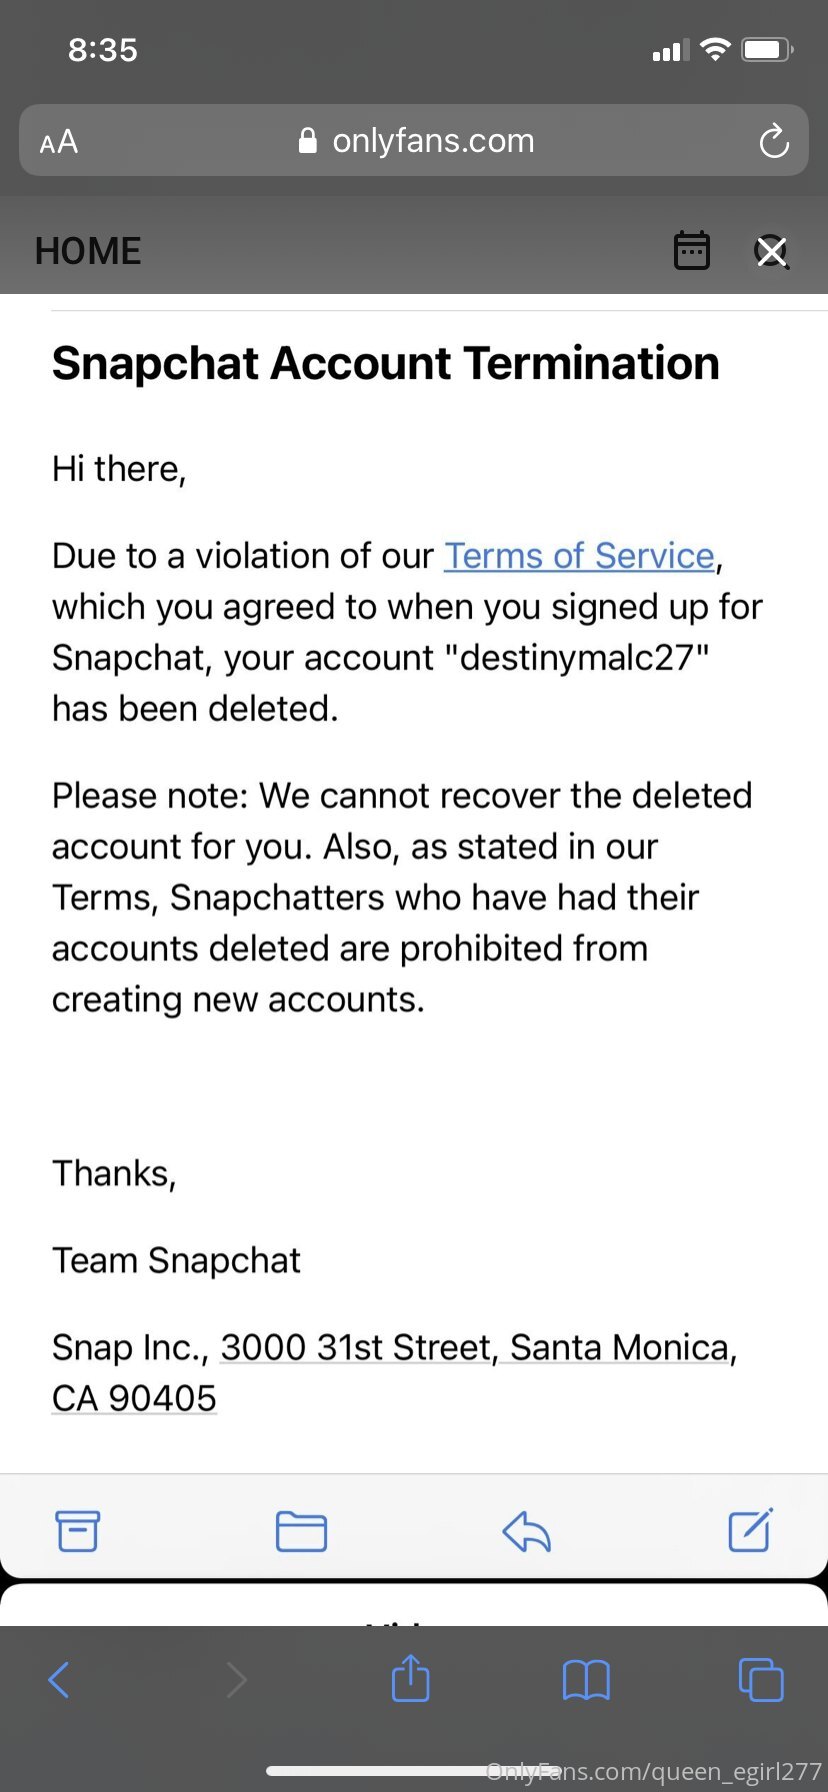 8:35
AA onlyfans.com
HOME
Snapchat Account Termination
Hi there,
Due to a violation of our Terms of Service,
which you agreed to when you signed up for
Snapchat, your account "destinymalc27"
has been deleted.
Please note: We cannot recover the deleted
account for you. Also, as stated in our
Terms, Snapchatters who have had their
accounts deleted are prohibited from
creating new accounts.
Thanks,
Team Snapchat
Snap Inc., 3000 31st Street, Santa Monica,
CA 90405
OnlyFans.com/queen_egirl277